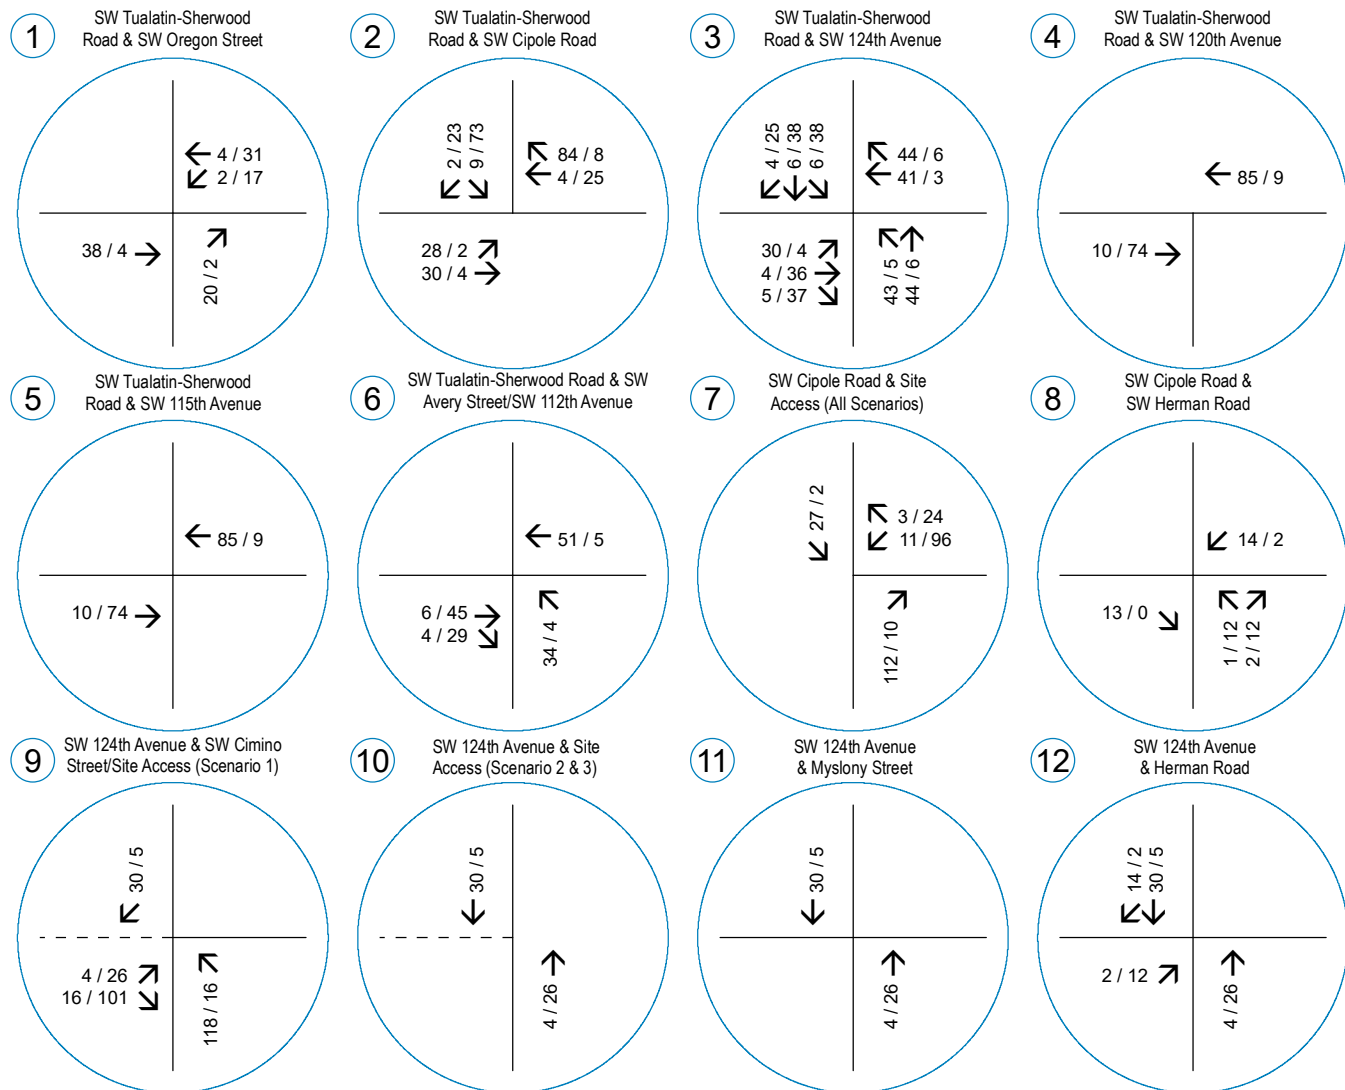 1
SW Tualatin-Sherwood
Road & SW Oregon Street
4 / 31
2 / 17
38 / 4
20 / 2
2
SW Tualatin-Sherwood
Road & SW Cipole Road
2 / 23
9 / 73
84 / 8
4 / 25
28 / 2
30 / 4
3
SW Tualatin-Sherwood
Road & SW 124th Avenue
4 / 25
6 / 38
6 / 38
44 / 6
41 / 3
30 / 4
4 / 36
5 / 37
43 / 5
44 / 6
4
SW Tualatin-Sherwood
Road & SW 120th Avenue
85 / 9
10 / 74
5
SW Tualatin-Sherwood
Road & SW 115th Avenue
85 / 9
10 / 74
6
SW Tualatin-Sherwood Road & SW
Avery Street/SW 112th Avenue
51 / 5
6 / 45
4 / 29
34 / 4
7
SW Cipole Road & Site
Access (All Scenarios)
27 / 2
3 / 24
11 / 96
112 / 10
8
SW Cipole Road &
SW Herman Road
14 / 2
13 / 0
1 / 12
2 / 12
9
SW 124th Avenue & SW Cimino
Street/Site Access (Scenario 1)
30 / 5
4 / 26
16 / 101
118 / 16
10
SW 124th Avenue & Site
Access (Scenario 2 & 3)
30 / 5
4 / 26
11
SW 124th Avenue
& Myslony Street
30 / 5
4 / 26
12
SW 124th Avenue
& Herman Road
14 / 2
30 / 5
2 / 12
4 / 26